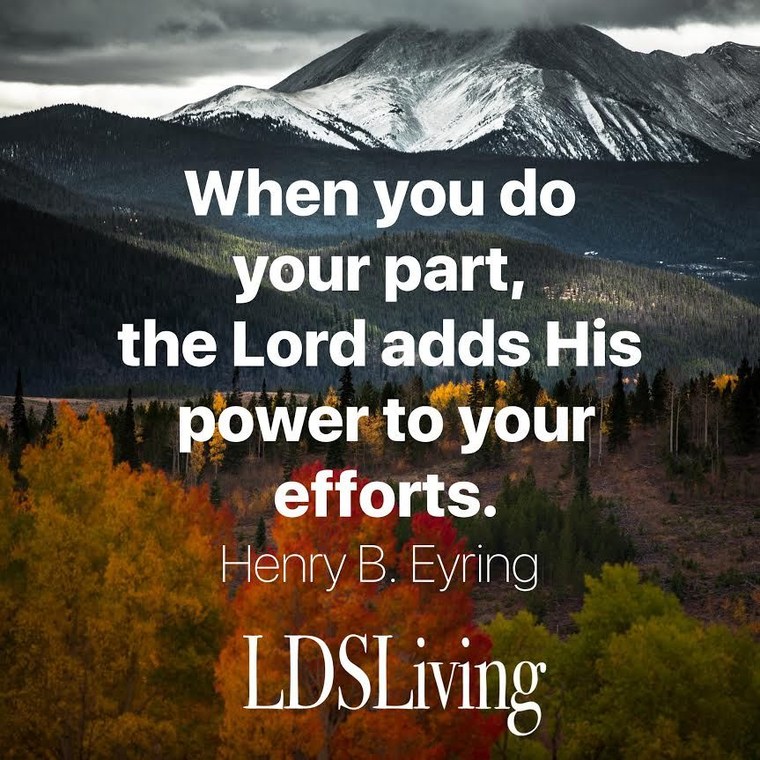 When you do
your part,
the Lord adds His
power to your
efforts.
Henry B. Eyring
LDSLiving